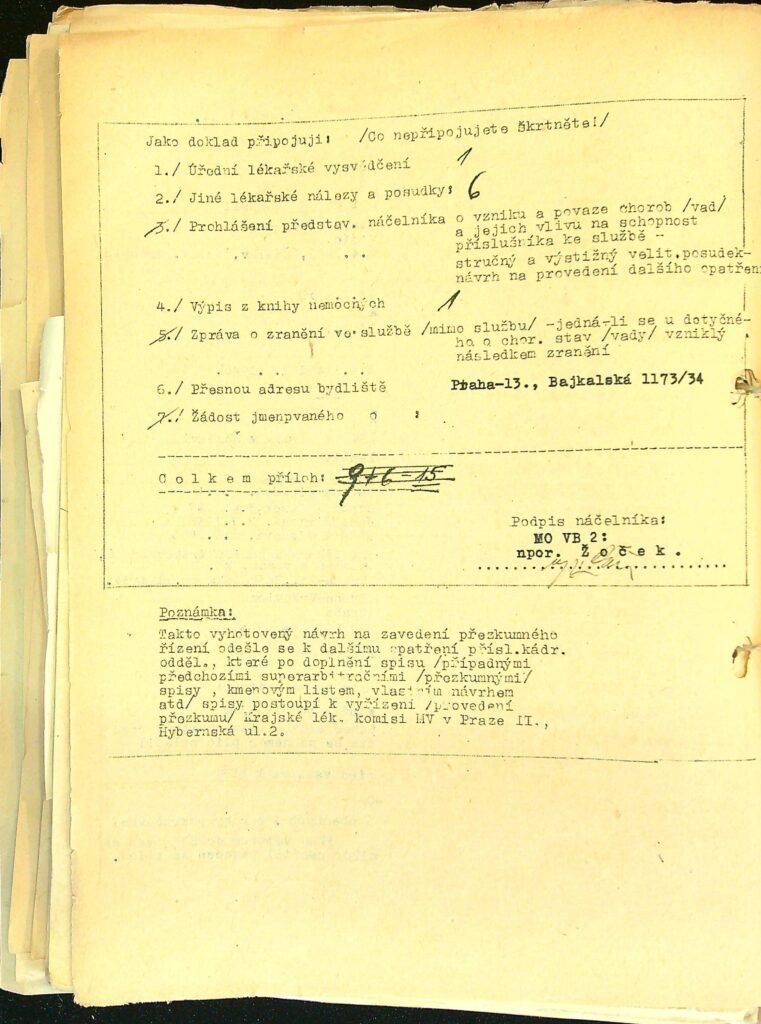 Jako doklad připojuji: /Co nepřipojujete škrtněte!/
1./ Úřední lékařské vysvědčení 1
2./ Jiné lékařské nálezy a posudky: 6
3./ Prohlášení představ. náčelníka o vzniku a povaze chorob /vad/
a jejich vlivu na schopnost
příslušníka ke službě -
stručný a výstižný velit.posudek-
návrh na provedení dalšího opatřen
4./ Výpis z knihy nemocných 1
5./ Zpráva o zranění ve službě /mimo službu/ -jedná-li se u dotyčné-
ho o chor. stav /vady/ vzniklý
následkem zranění
6./ Přesnou adresu bydliště Praha-13., Bajkalská 1173/34
7./ Žádost jmenpvaného o :
C e l k e m příloh: 9+6-15
Podpis náčelníka:
MO VB 2:
npor. Ž o č e k .
Poznámka:
Takto vyhotovený návrh na zavedení přezkumného
řízení odešle se k dalšímu opatření přísl.kádr.
odděl., které po doplnění spisu /případnými
předchozími superarbitračními /přezkumnými/
spisy , kmenovým listem, vlastním návrhem
atd/ spisy postoupí k vyřízení /provedení
přezkumu/ Krajské lék. komisi MV v Praze II.,
Hybernská ul.2.